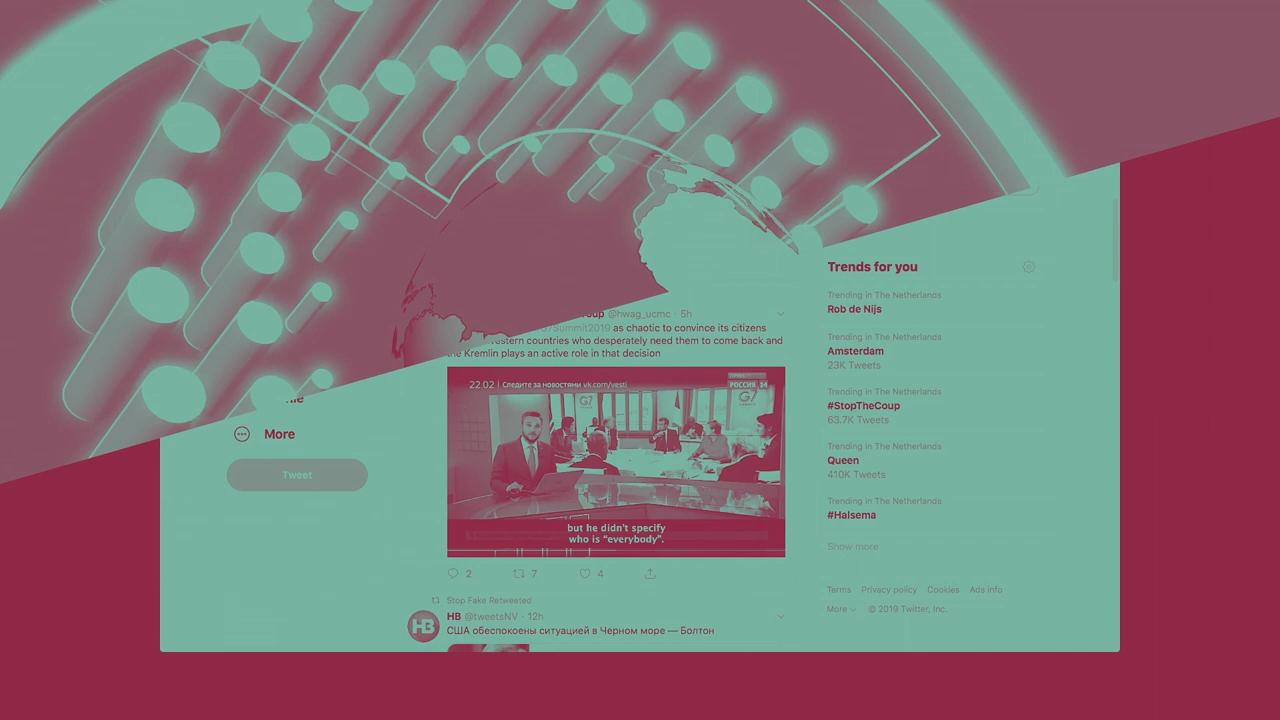 @hwag_ucmc · 5h
Summit2019 as chaotic to convince its citizens
countries who desperately need them to come back and
the Kremlin plays an active role in that decision
22.02 | Следите за новостями vk.com/vesti
РОССИЯ 24
G7
G7
but he didn't specify
who is "everybody".
2 7 4
Stop Fake Retweeted
НВ @tweetsNV · 12h
НВ
США обеспокоены ситуацией в Черном море — Болтон
More
Tweet
Trends for you
Trending in The Netherlands
Rob de Nijs
Trending in The Netherlands
Amsterdam
23K Tweets
Trending in The Netherlands
#StopTheCoup
63.7K Tweets
Trending in The Netherlands
Queen
410K Tweets
Trending in The Netherlands
#Halsema
Show more
Terms Privacy policy Cookies Ads info
More © 2019 Twitter, Inc.